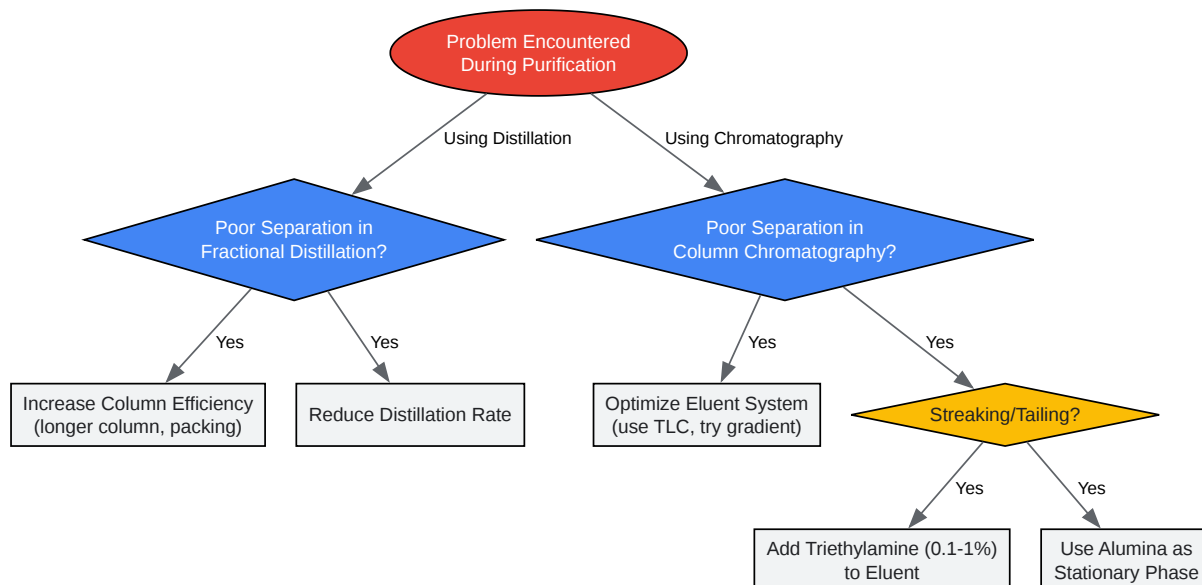 Problem Encountered
During Purification
Using Distillation
Using Chromatography
Poor Separation in
Fractional Distillation?
Poor Separation in
Column Chromatography?
Yes
Yes
Yes
Yes
Increase Column Efficiency
(longer column, packing)
Reduce Distillation Rate
Optimize Eluent System
(use TLC, try gradient)
Streaking/Tailing?
Yes
Yes
Add Triethylamine (0.1-1%)
to Eluent
Use Alumina as
Stationary Phase